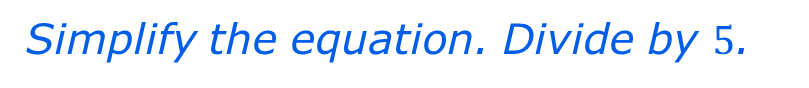 Simplify the equation. Divide by 5.